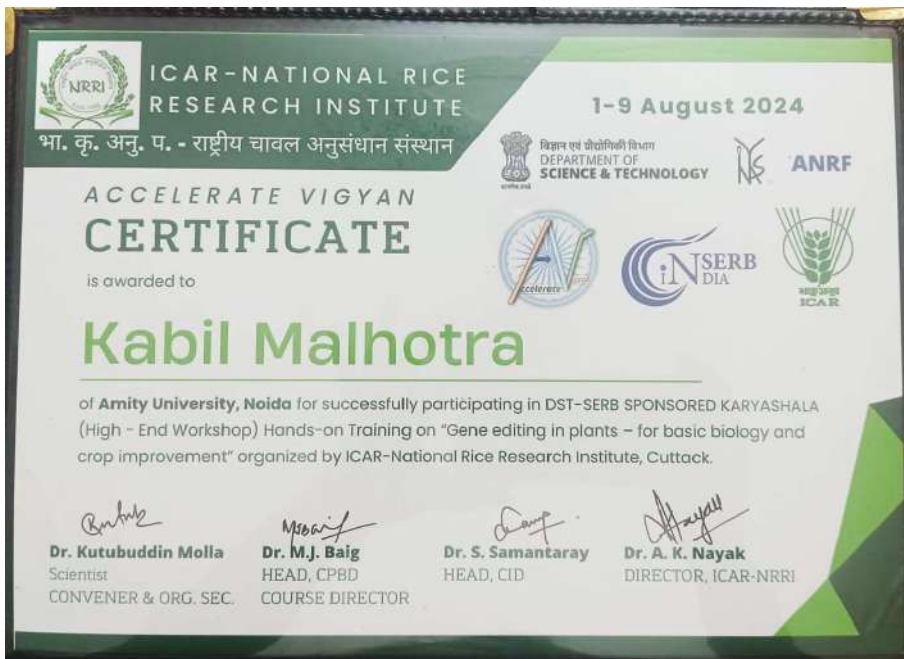 NRRI
ICAR-NATIONAL RICE
RESEARCH INSTITUTE
भा. कृ. अनु. प. - राष्ट्रीय चावल अनुसंधान संस्थान
1-9 August 2024
विज्ञान एवं प्रौद्योगिकी विभाग
DEPARTMENT OF
SCIENCE & TECHNOLOGY
ANRF
ACCELERATE VIGYAN
CERTIFICATE
is awarded to
ccelerate
iNSERB
DIA
ICAR
Kabil Malhotra
of Amity University, Noida for successfully participating in DST-SERB SPONSORED KARYASHALA
(High - End Workshop) Hands-on Training on "Gene editing in plants – for basic biology and
crop improvement" organized by ICAR-National Rice Research Institute, Cuttack.
Dr. Kutubuddin Molla
Scientist
CONVENER & ORG. SEC.
Dr. M.J. Baig
HEAD, CPBD
COURSE DIRECTOR
Dr. S. Samantaray
HEAD, CID
Dr. A. K. Nayak
DIRECTOR, ICAR-NRRI